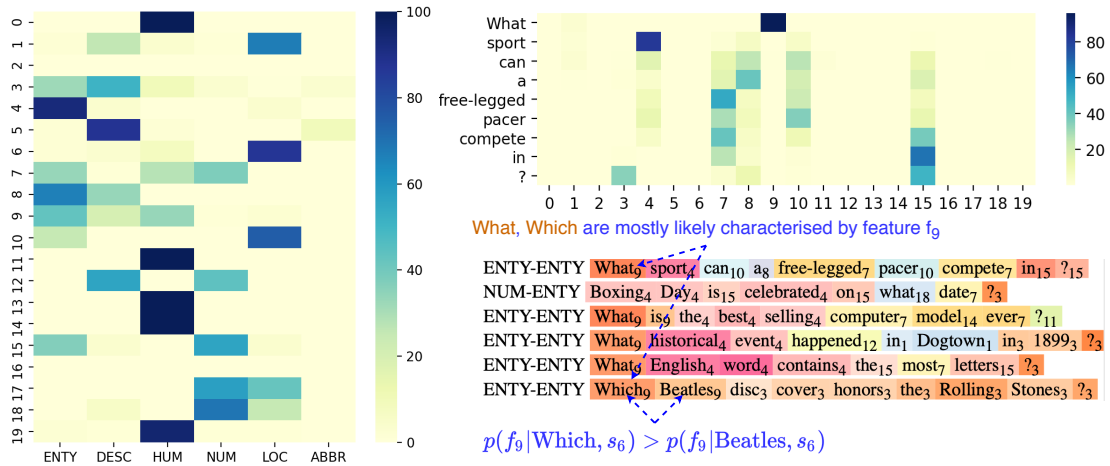 0
1
2
3
4
5
6
7
8
9
10
11
12
13
14
15
17
18
19
ENTY DESC HUM NUM LOC ABBR
100
80
60
40
20
0
What
sport
can
a
free-legged
pacer
compete
in
?
0 1 2 3 4 5 6 7 8 9 10 11 12 13 14 15 16 17 18 19
80
60
40
20
What, Which are mostly likely characterised by feature f₉
ENTY-ENTY What₉ sport₄ can₁₀ a₈ free-legged₇ pacer₁₀ compete₇ in₁₅ ?₁₅
NUM-ENTY Boxing₄ Day₄ is₁₅ celebrated₄ on₁₅ what₁₈ date₇ ?₃
ENTY-ENTY What₉ is₉ the₄ best₄ selling₄ computer₇ model₁₄ ever₇ ?₁₁
ENTY-ENTY What₉ historical₄ event₄ happened₁₂ in₁ Dogtown₁ in₃ 1899₃ ?₃
ENTY-ENTY What₉ English₄ word₄ contains₄ the₁₅ most₇ letters₁₅ ?₃
ENTY-ENTY Which₉ Beatles₉ disc₃ cover₃ honors₃ the₃ Rolling₃ Stones₃ ?₃
p(f₉|Which, s₆) > p(f₉|Beatles, s₆)